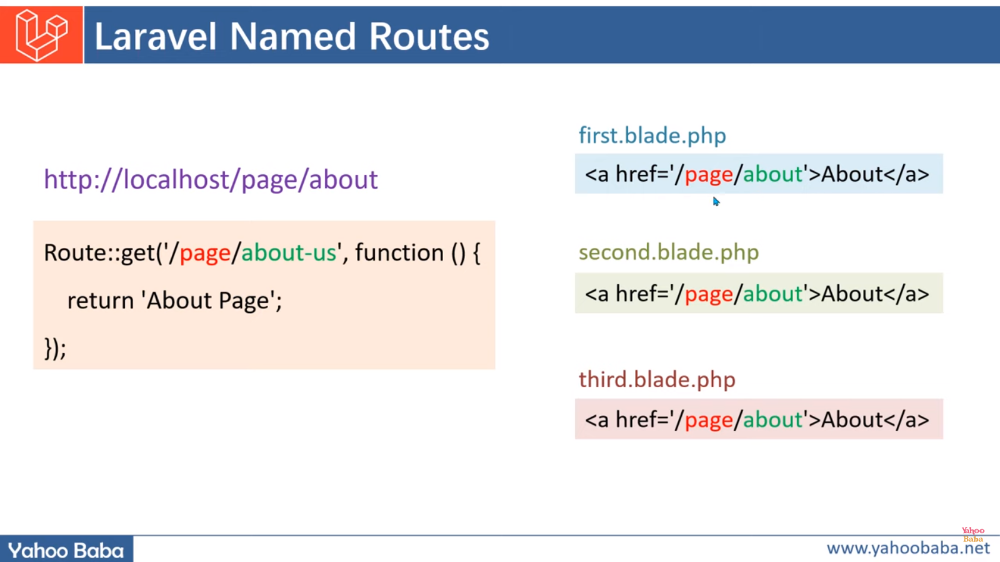 Laravel Named Routes
http://localhost/page/about
Route::get('/page/about-us', function () {
return 'About Page';
});
first.blade.php
<a href='/page/about'>About</a>
second.blade.php
<a href='/page/about'>About</a>
third.blade.php
<a href='/page/about'>About</a>
Yahoo Baba
Yahoo
Baba
www.yahoobaba.net